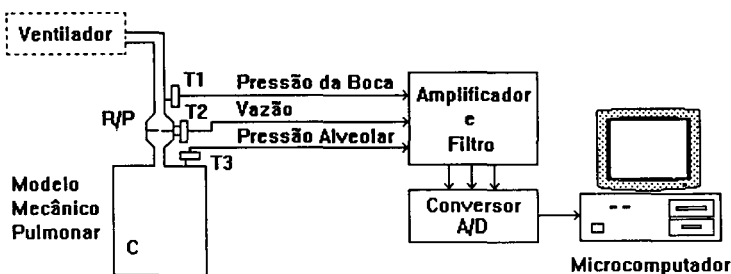 Ventilador
T1
Pressão da Boca
R/P
T2
Vazão
Pressão Alveolar
T3
Amplificador
e
Filtro
Modelo
Mecânico
Pulmonar
C
Conversor
A/D
Microcomputador